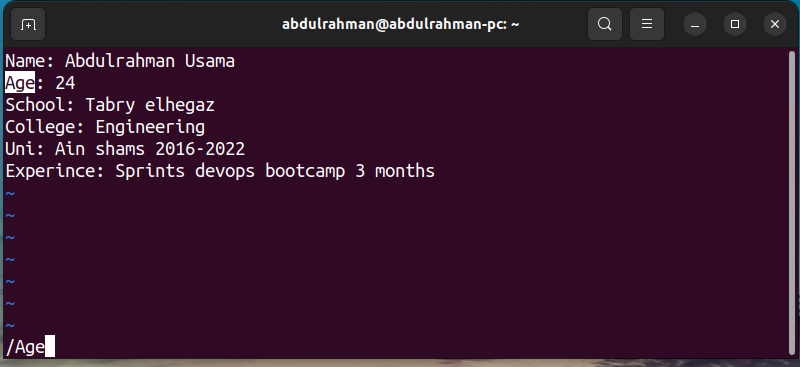 abdulrahman@abdulrahman-pc: ~
Name: Abdulrahman Usama
Age: 24
School: Tabry elhegaz
College: Engineering
Uni: Ain shams 2016-2022
Experince: Sprints devops bootcamp 3 months
~
~
~
~
~
~
~
/Age